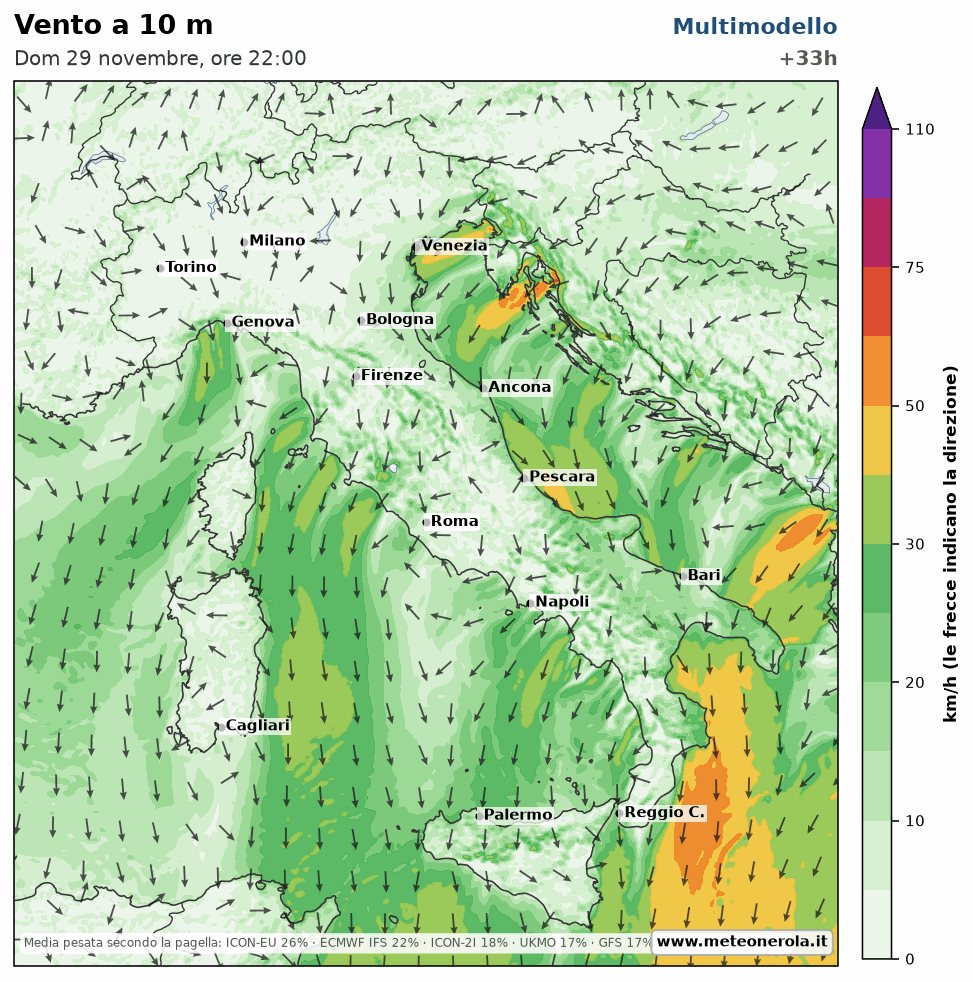 Vento a 10 m
Multimodello
Dom 29 novembre, ore 22:00
+33h
110
75
50
30
20
10
0
km/h (le frecce indicano la direzione)
Milano
Venezia
Torino
Genova
Bologna
Firenze
Ancona
Pescara
Roma
Bari
Napoli
Cagliari
Palermo
Reggio C.
Media pesata secondo la pagella: ICON-EU 26% · ECMWF IFS 22% · ICON-2I 18% · UKMO 17% · GFS 17%
www.meteonerola.it